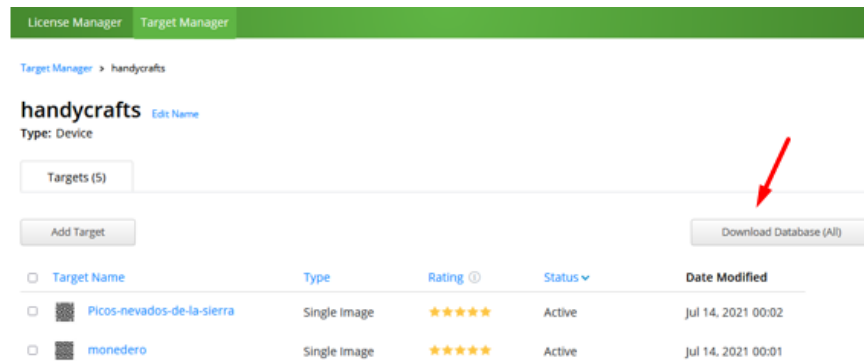 License Manager Target Manager
Target Manager > handycrafts
handycrafts Edit Name
Type: Device
Targets (5)
Add Target Download Database (All)
Target Name Type Rating Status Date Modified
Picos-nevados-de-la-sierra Single Image Active Jul 14, 2021 00:02
monedero Single Image Active Jul 14, 2021 00:01